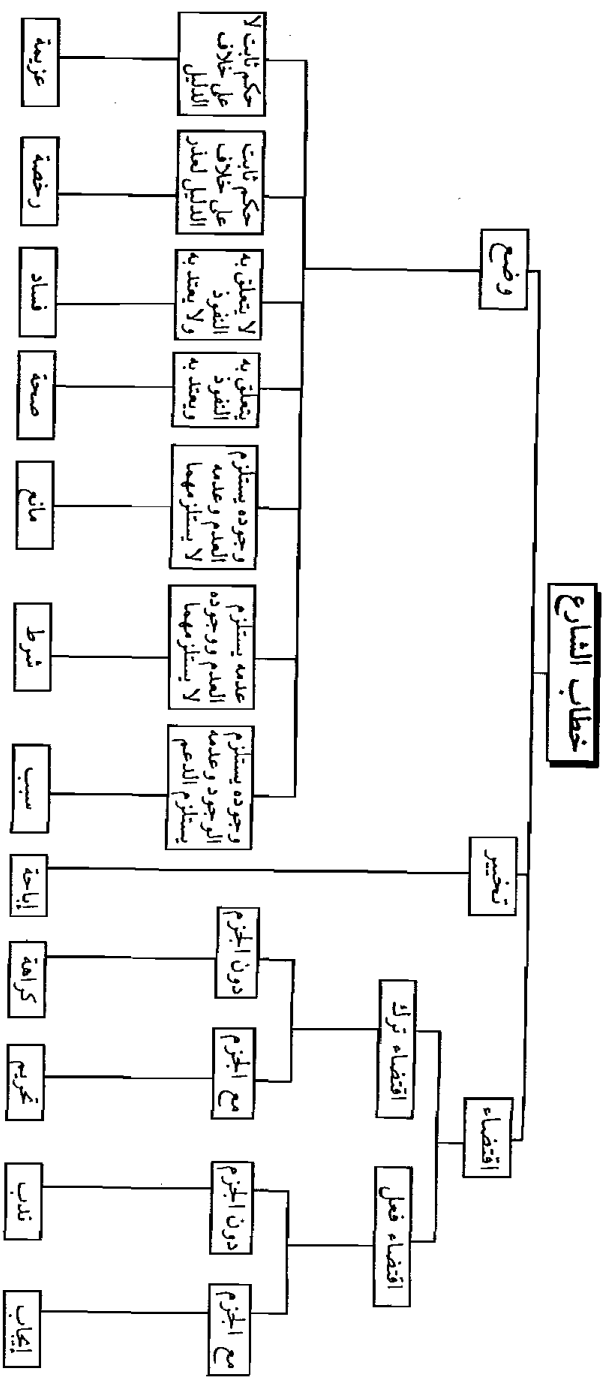 خطاب الشارع
اقتضاء
تخيير
وضع
اقتضاء فعل
اقتضاء ترك
مع الجزم
دون الجزم
مع الجزم
دون الجزم
وجوده يستلزم
الوجود وعدمه
يستلزم الدعم
عدمه يستلزم
العدم ووجوده
لا يستلزمهما
وجوده يستلزم
العدم وعدمه
لا يستلزمهما
يتعلق به
النفوذ
ويعتد به
لا يتعلق به
النفوذ
ولا يعتد به
حكم ثابت
على خلاف
الدليل لعذر
حكم ثابت لا
على خلاف
الدليل
إيجاب
ندب
تحريم
كراهة
إباحة
سبب
شرط
مانع
صحة
فساد
رخصة
عزيمة